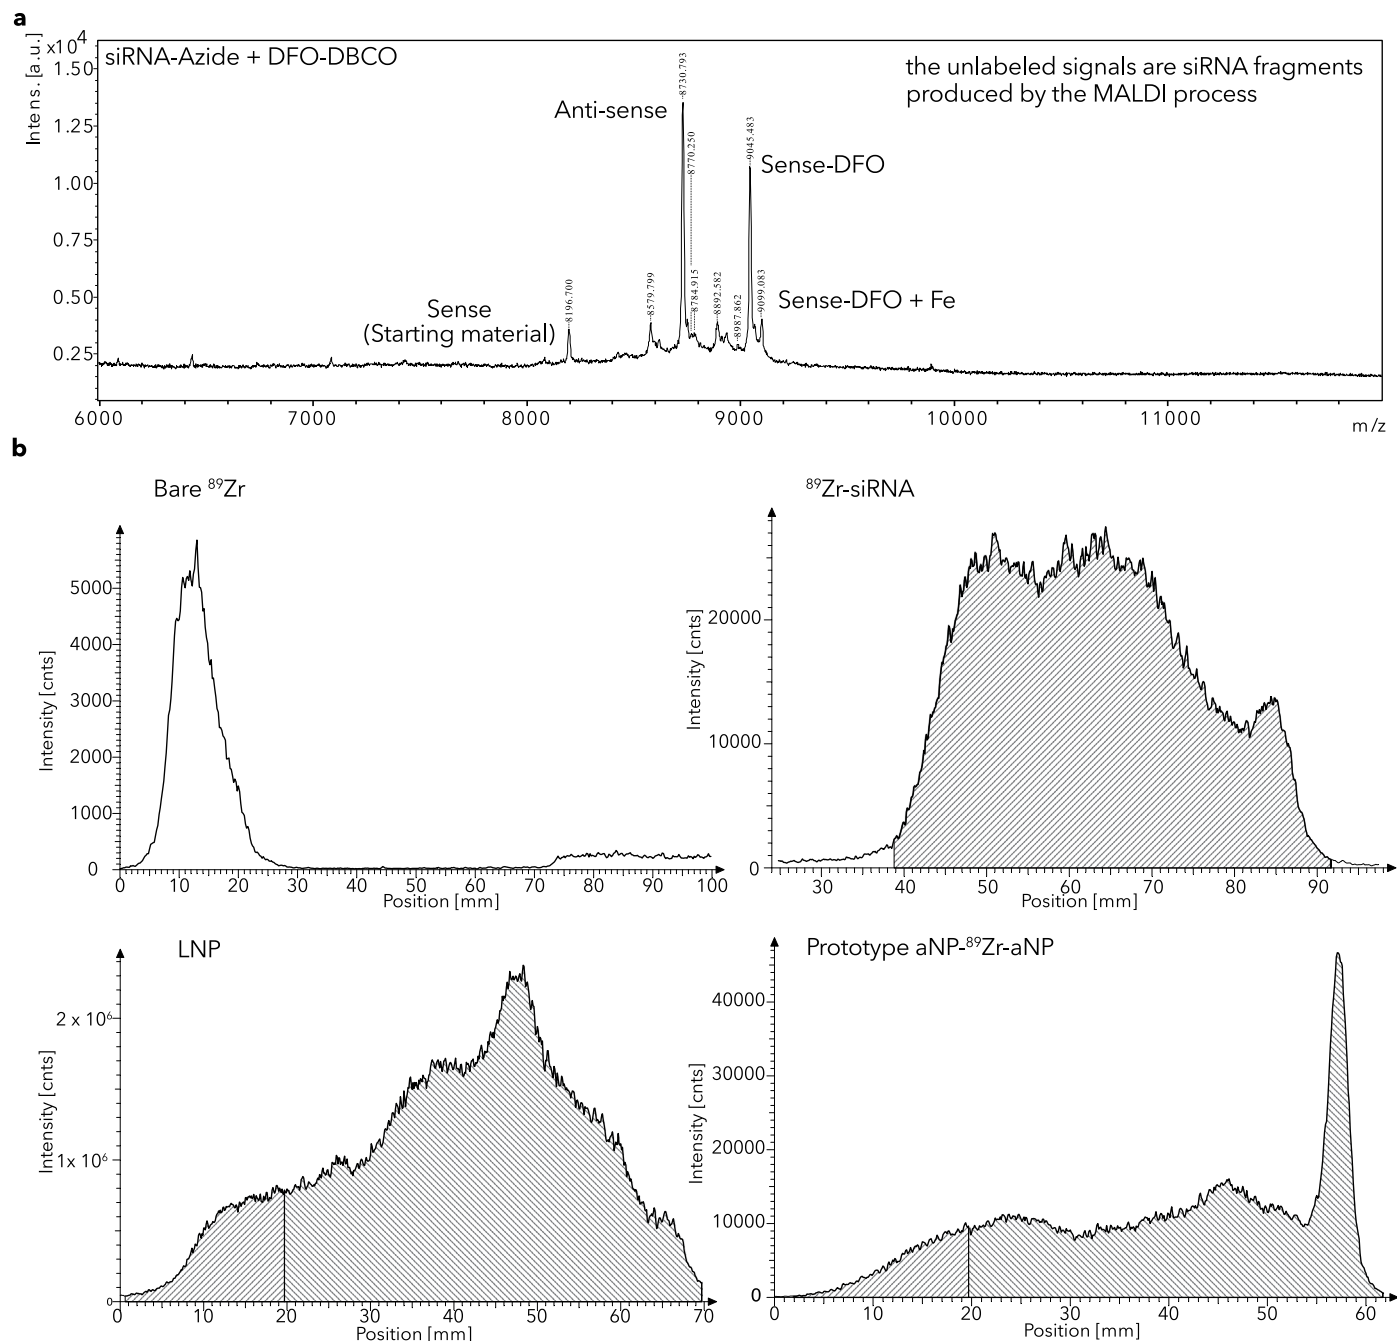 a
x10⁴
siRNA-Azide + DFO-DBCO
the unlabeled signals are siRNA fragments
produced by the MALDI process
Intens. [a.u.]
1.50
1.25
1.00
0.75
0.50
0.25
Anti-sense
Sense-DFO
Sense
(Starting material)
Sense-DFO + Fe
8196.700
8579.799
8730.793
8770.250
8784.915
8892.582
8987.862
9045.483
9099.083
6000 7000 8000 9000 10000 11000
m/z
b
Bare ⁸⁹Zr
Intensity [cnts]
5000
4000
3000
2000
1000
0
0 10 20 30 40 50 60 70 80 90 100
Position [mm]
⁸⁹Zr-siRNA
Intensity [cnts]
20000
10000
0
30 40 50 60 70 80 90
Position [mm]
LNP
Intensity [cnts]
2 x 10⁶
1x 10⁶
0
0 10 20 30 40 50 60 70
Position [mm]
Prototype aNP-⁸⁹Zr-aNP
Intensity [cnts]
40000
30000
20000
10000
0
0 10 20 30 40 50 60
Position [mm]